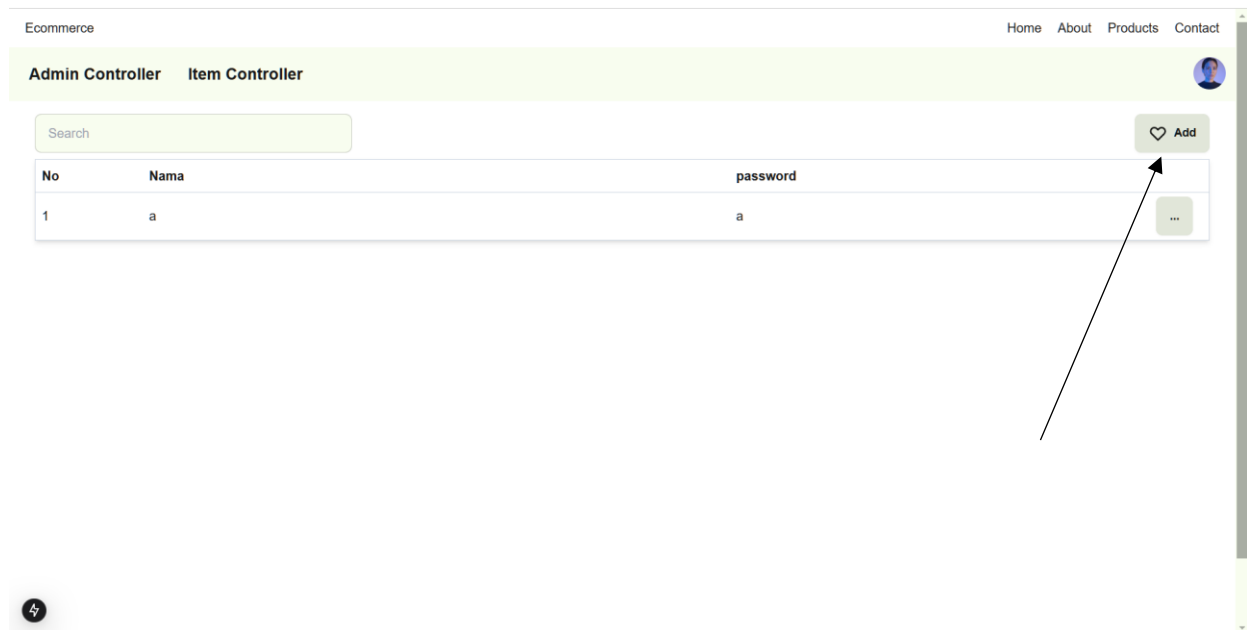 Ecommerce Home About Products Contact
Admin Controller Item Controller
Search Add
No Nama password
1 a a ...